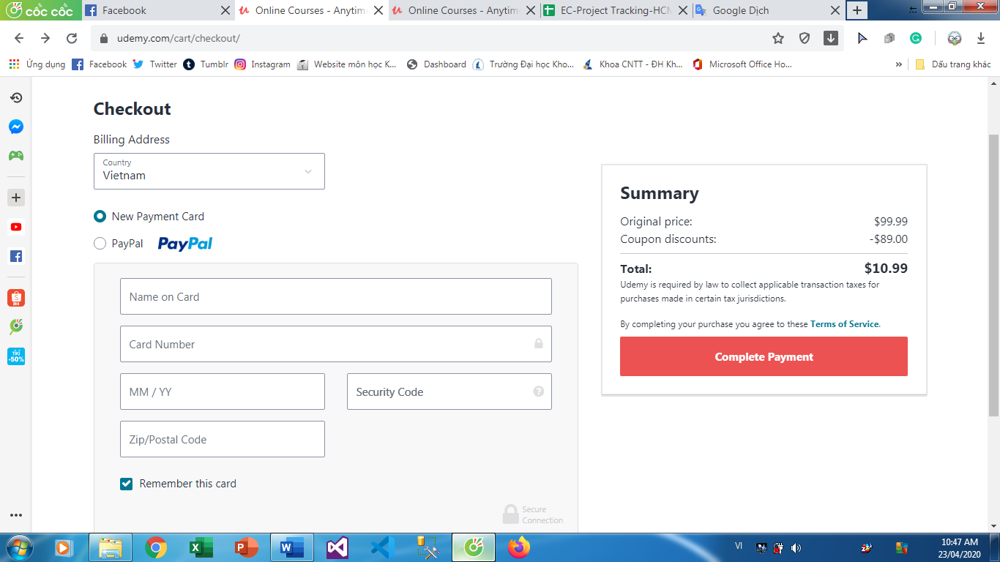 cốc cốc
Facebook
Online Courses - Anytim
Online Courses - Anytim
EC-Project Tracking-HCM
Google Dịch
udemy.com/cart/checkout/
Ứng dụng
Facebook
Twitter
Tumblr
Instagram
Website môn học K...
Dashboard
Trường Đại học Kho...
Khoa CNTT - ĐH Kh...
Microsoft Office Ho...
»
Dấu trang khác
Checkout
Billing Address
Country
Vietnam
New Payment Card
PayPal PayPal
Name on Card
Card Number
MM / YY
Security Code
Zip/Postal Code
Remember this card
Secure
Connection
Summary
Original price: $99.99
Coupon discounts: -$89.00
Total: $10.99
Udemy is required by law to collect applicable transaction taxes for
purchases made in certain tax jurisdictions.
By completing your purchase you agree to these Terms of Service.
Complete Payment
TIKI
-50%
VI
10:47 AM
23/04/2020